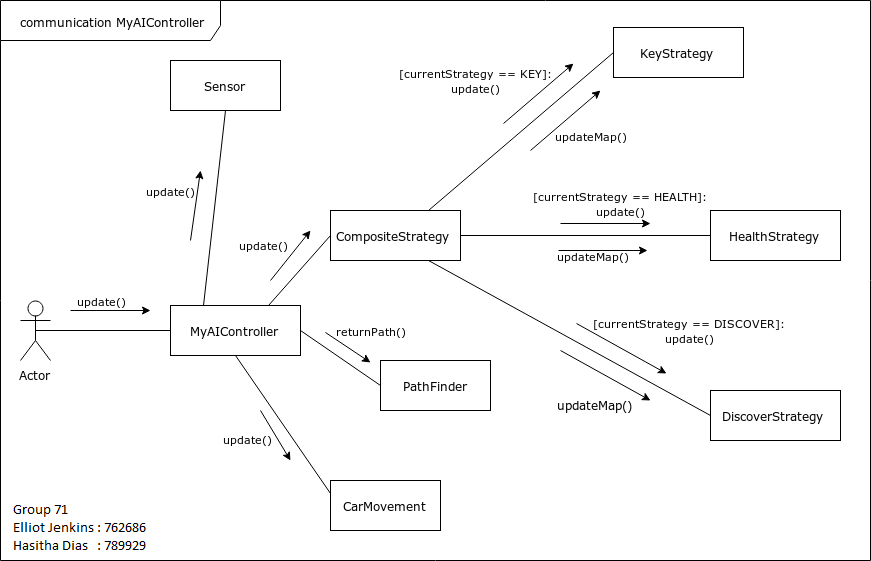 communication MyAIController
Sensor
KeyStrategy
[currentStrategy == KEY]:
update()
updateMap()
update()
[currentStrategy == HEALTH]:
update()
update()
CompositeStrategy
HealthStrategy
updateMap()
update()
MyAIController
returnPath()
[currentStrategy == DISCOVER]:
update()
Actor
PathFinder
updateMap()
DiscoverStrategy
update()
CarMovement
Group 71
Elliot Jenkins : 762686
Hasitha Dias : 789929